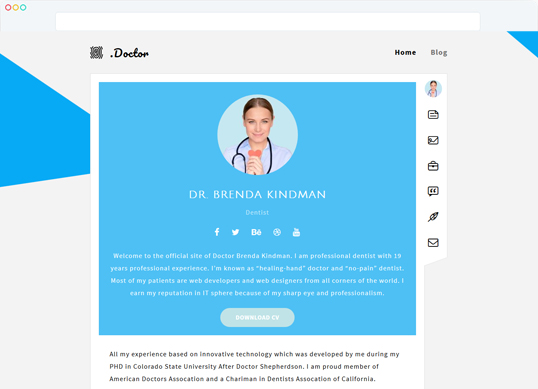 .Doctor
Home Blog
DR. BRENDA KINDMAN
Dentist
Welcome to the official site of Doctor Brenda Kindman. I am professional dentist with 19
years professional experience. I'm known as "healing-hand" doctor and "no-pain" dentist.
Most of my patients are web developers and web designers from all corners of the world. I
earn my reputation in IT sphere because of my sharp eye and professionalism.
DOWNLOAD CV
All my experience based on innovative technology which was developed by me during my
PHD in Colorado State University After Doctor Shepherdson. I am proud member of
American Doctors Assocation and a Chariman in Dentists Assocation of California.